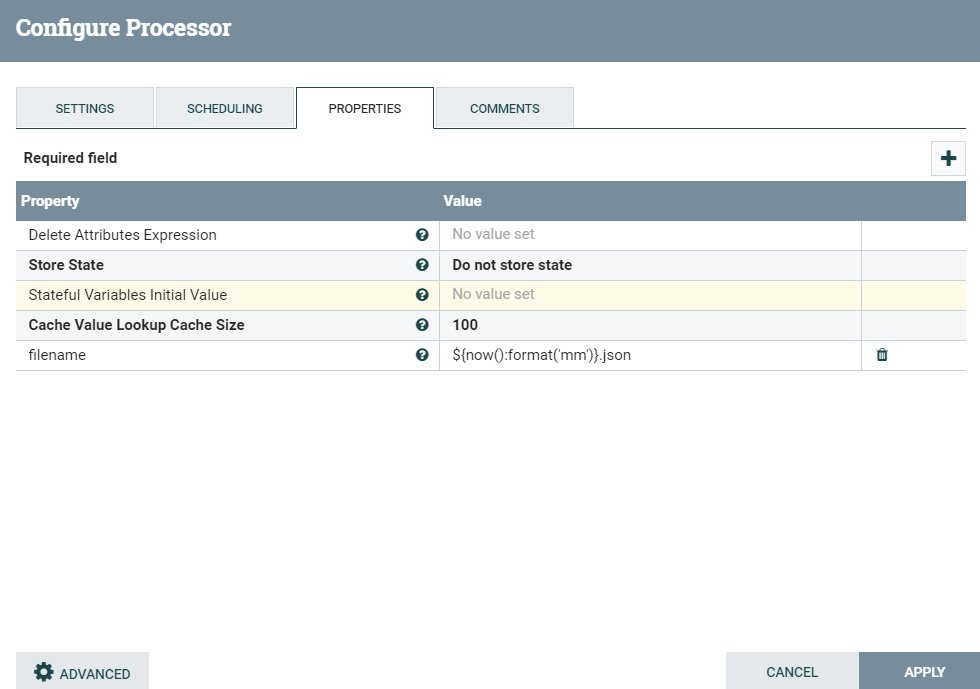 Configure Processor
SETTINGS SCHEDULING PROPERTIES COMMENTS
Required field
Property Value
Delete Attributes Expression No value set
Store State Do not store state
Stateful Variables Initial Value No value set
Cache Value Lookup Cache Size 100
filename ${now():format('mm')}.json
ADVANCED CANCEL APPLY